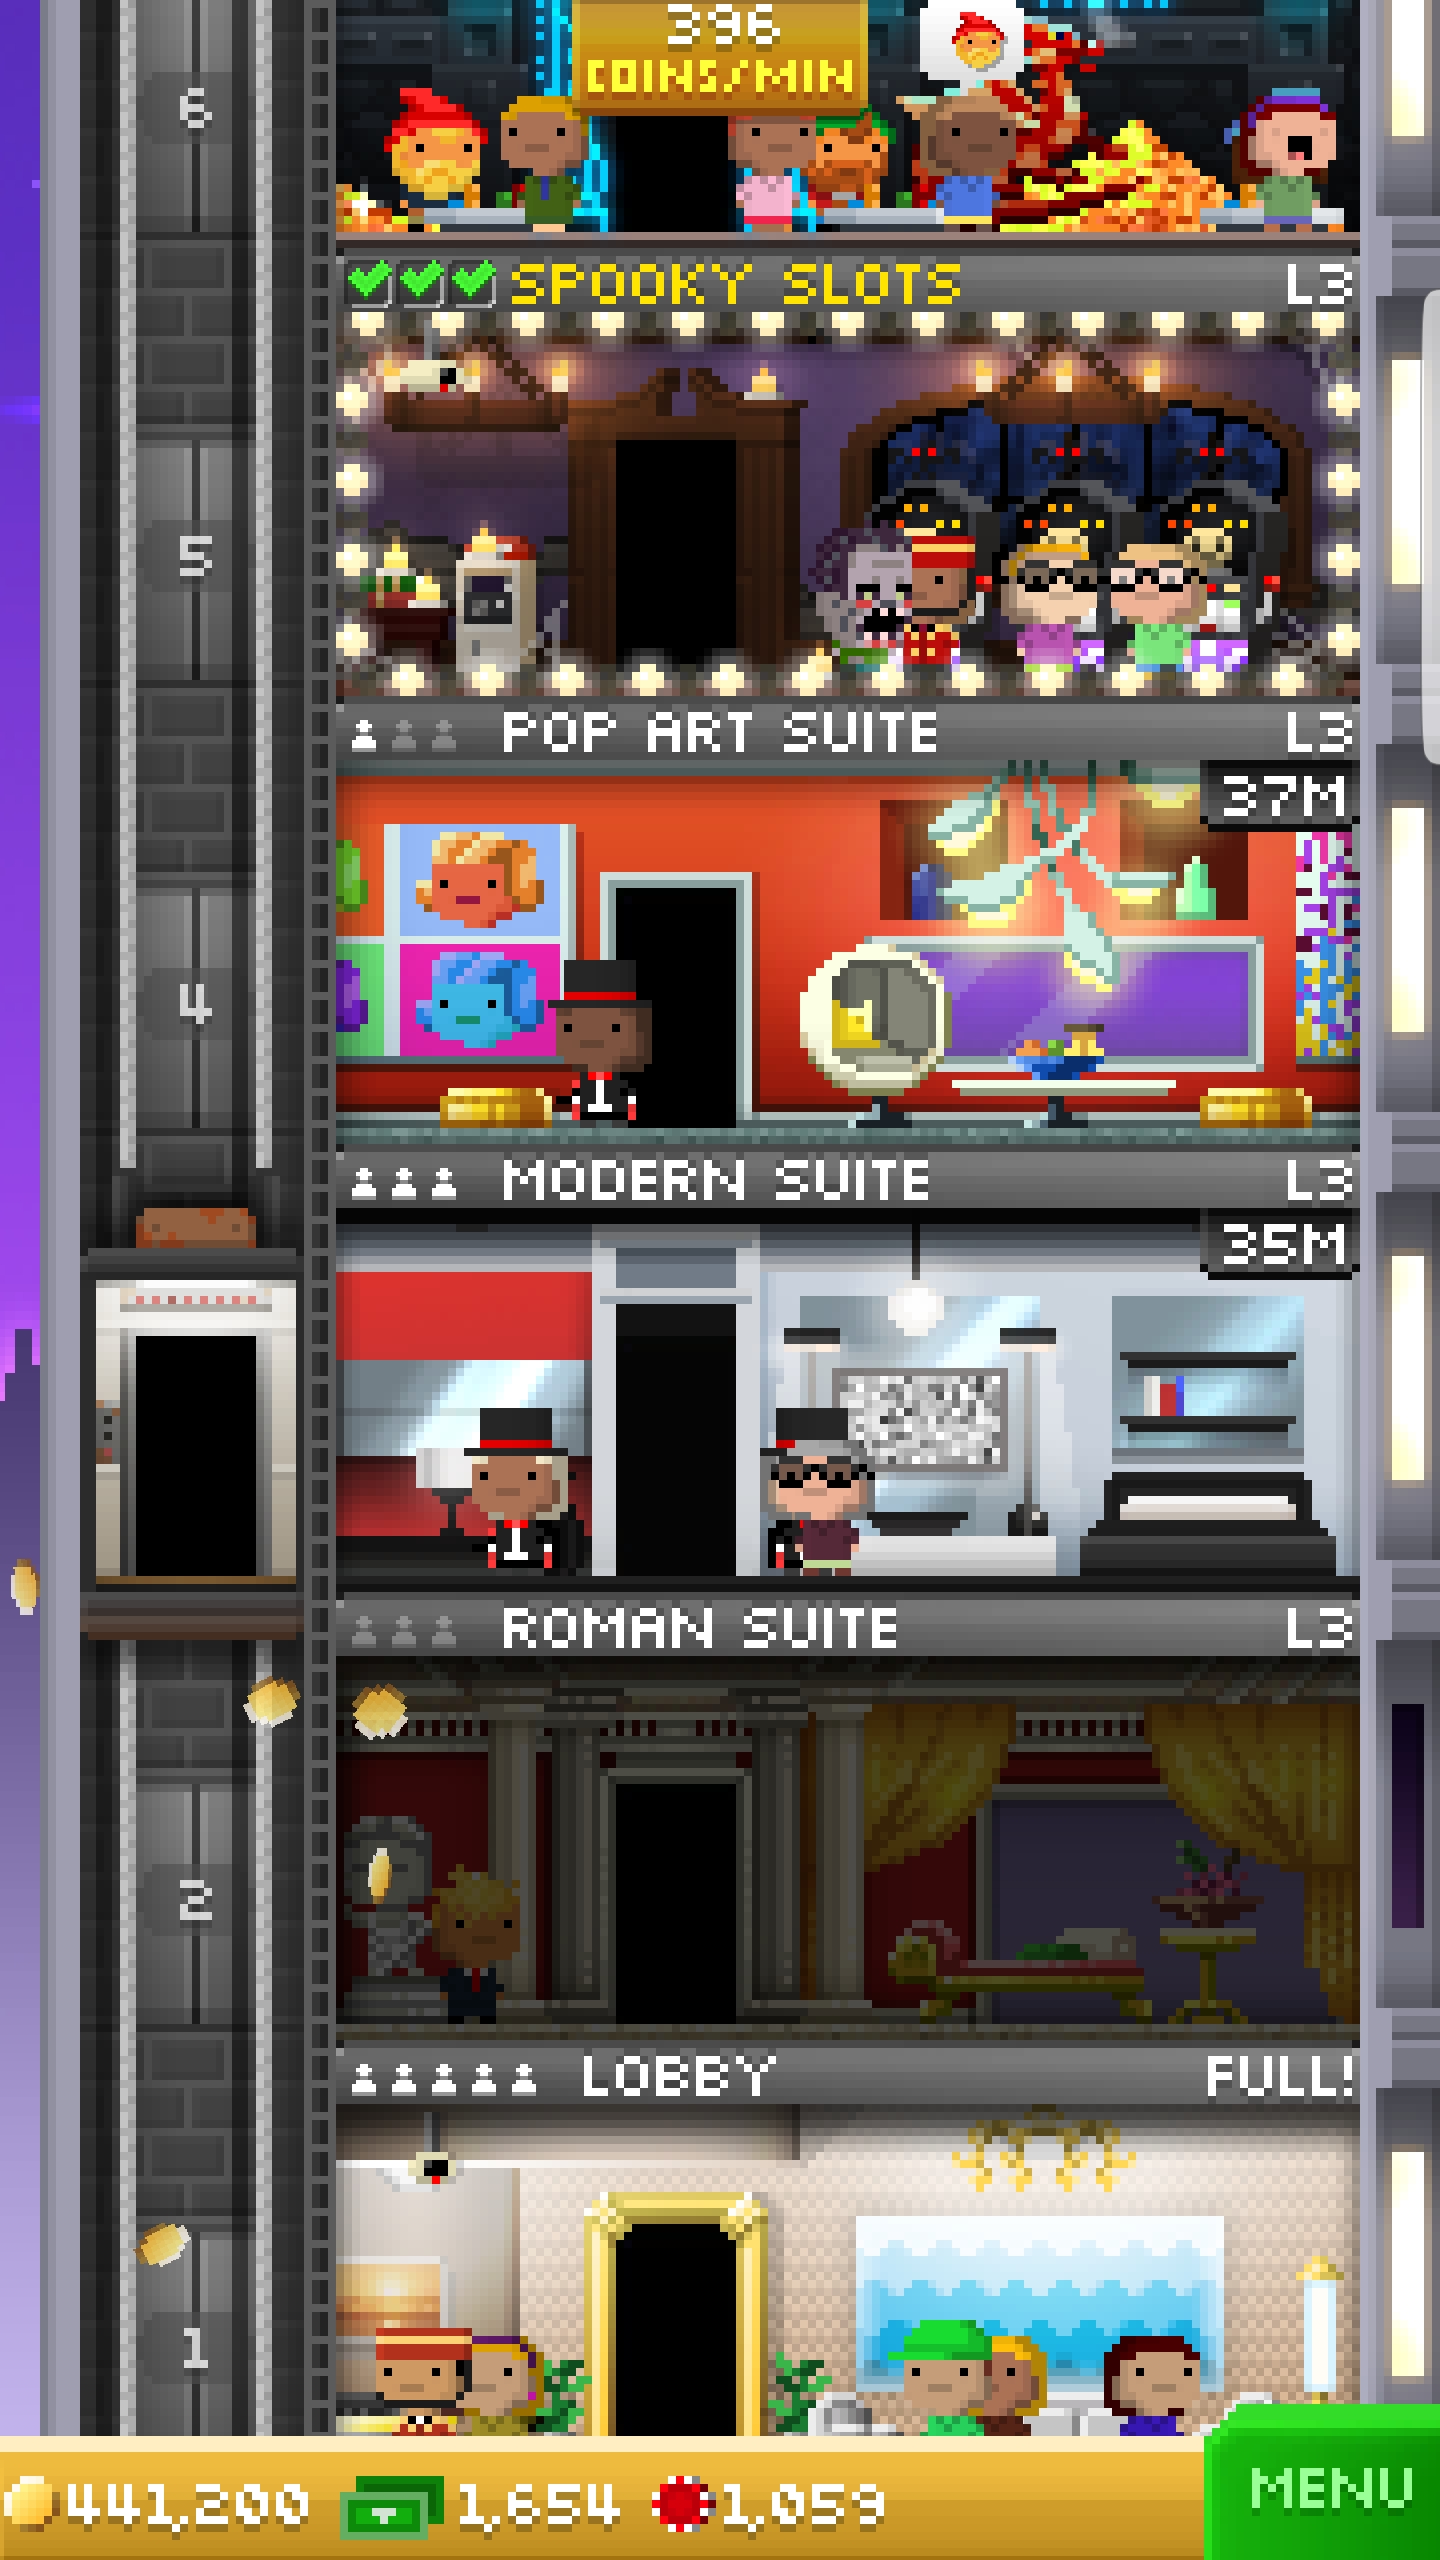 396
COINS/MIN
6
SPOOKY SLOTS L3
5
POP ART SUITE L3
37M
4
MODERN SUITE L3
35M
ROMAN SUITE L3
2
LOBBY FULL!
1
441,200 1,654 1,059 MENU